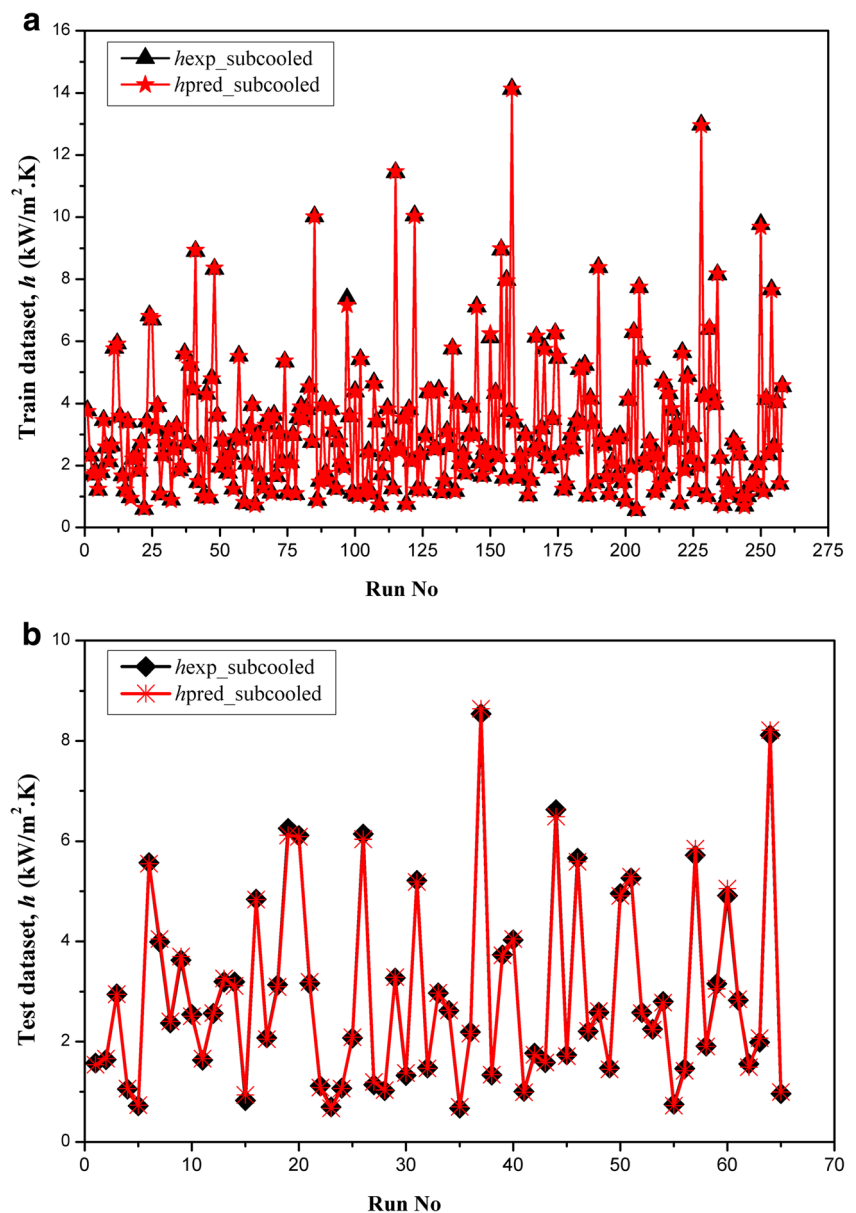 a
16
14
12
10
8
6
4
2
0
hexp_subcooled
hpred_subcooled
Train dataset, h (kW/m².K)
0 25 50 75 100 125 150 175 200 225 250 275
Run No
b
10
8
6
4
2
0
hexp_subcooled
hpred_subcooled
Test dataset, h (kW/m².K)
0 10 20 30 40 50 60 70
Run No